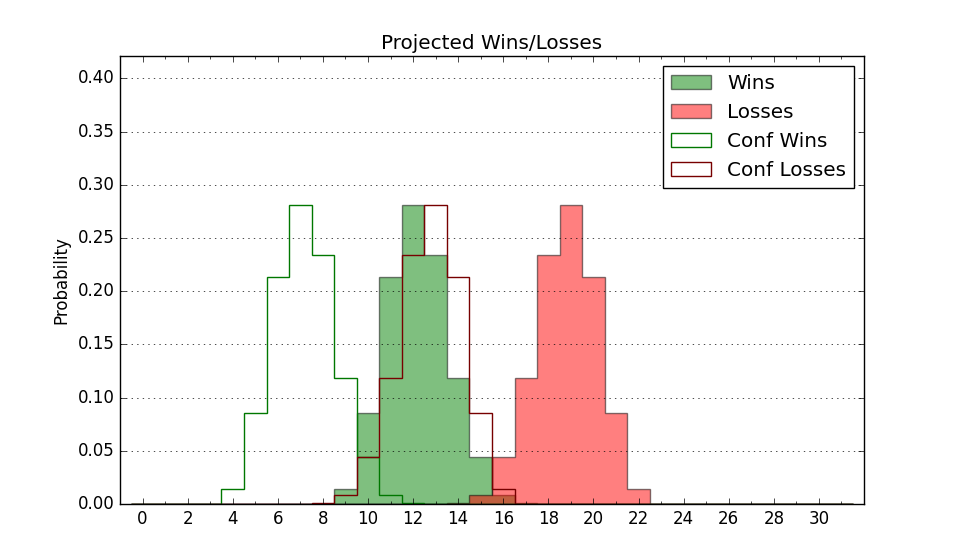 Projected Wins/Losses
Wins
Losses
Conf Wins
Conf Losses
Probability
0.40
0.35
0.30
0.25
0.20
0.15
0.10
0.05
0.00
0 2 4 6 8 10 12 14 16 18 20 22 24 26 28 30